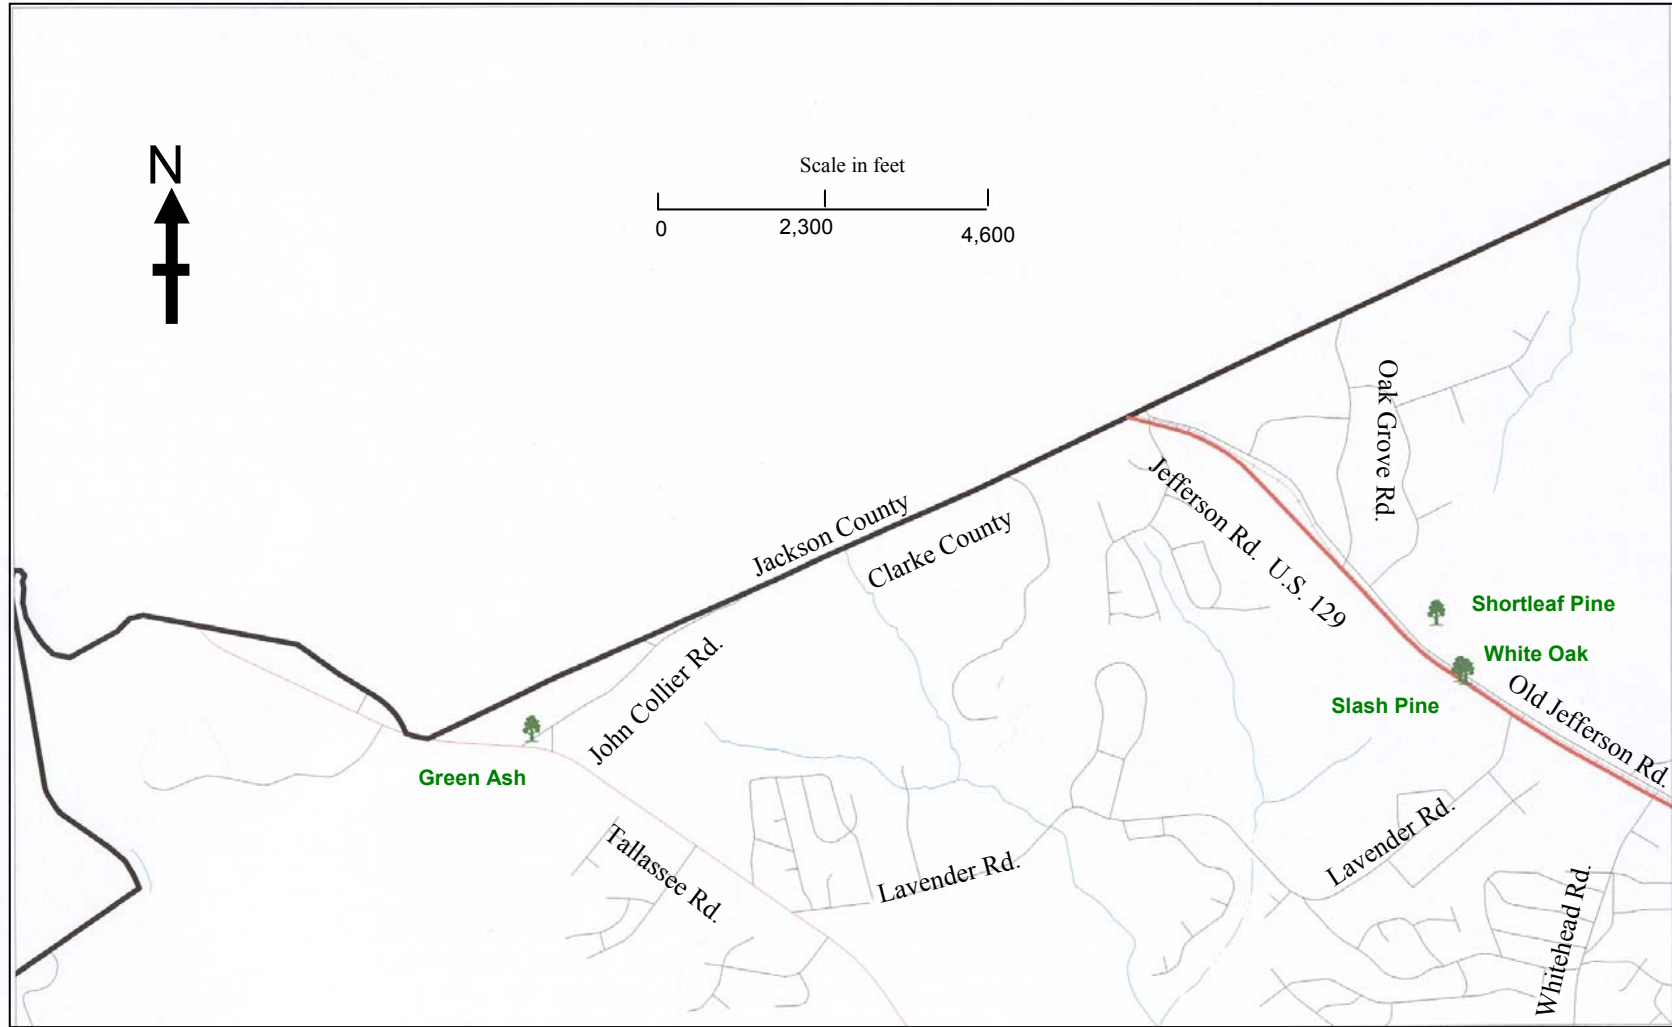 N
Scale in feet
0
2,300
4,600
Oak Grove Rd.
Jefferson Rd. U.S. 129
Jackson County
Clarke County
Shortleaf Pine
White Oak
Slash Pine
Old Jefferson Rd.
John Collier Rd.
Green Ash
Tallassee Rd.
Lavender Rd.
Lavender Rd.
Whitehead Rd.